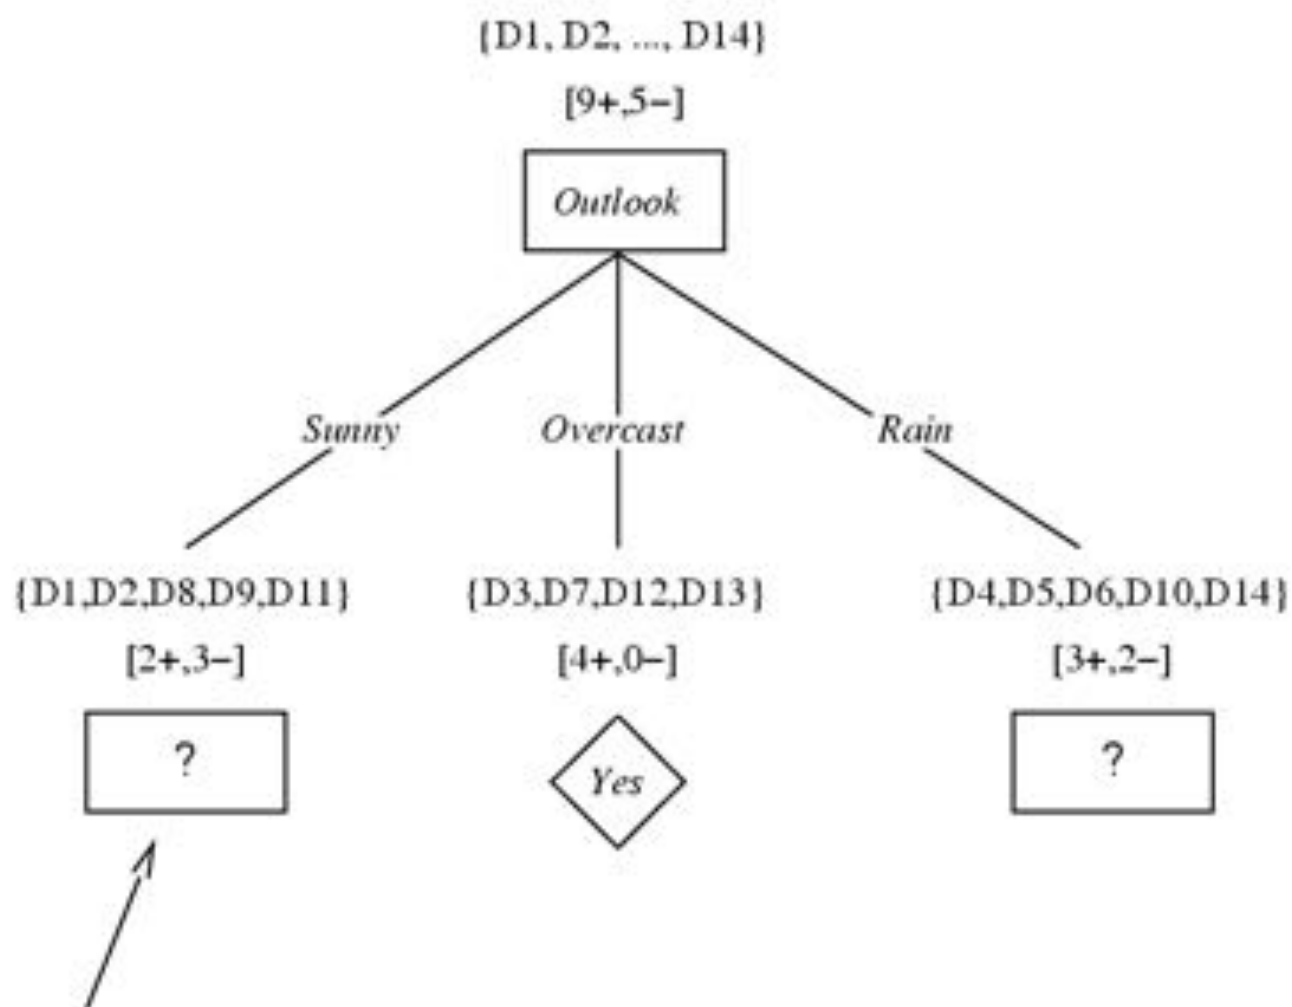 {D1, D2, ..., D14}
[9+,5−]
Outlook
Sunny
Overcast
Rain
{D1,D2,D8,D9,D11}
{D3,D7,D12,D13}
{D4,D5,D6,D10,D14}
[2+,3−]
[4+,0−]
[3+,2−]
?
Yes
?